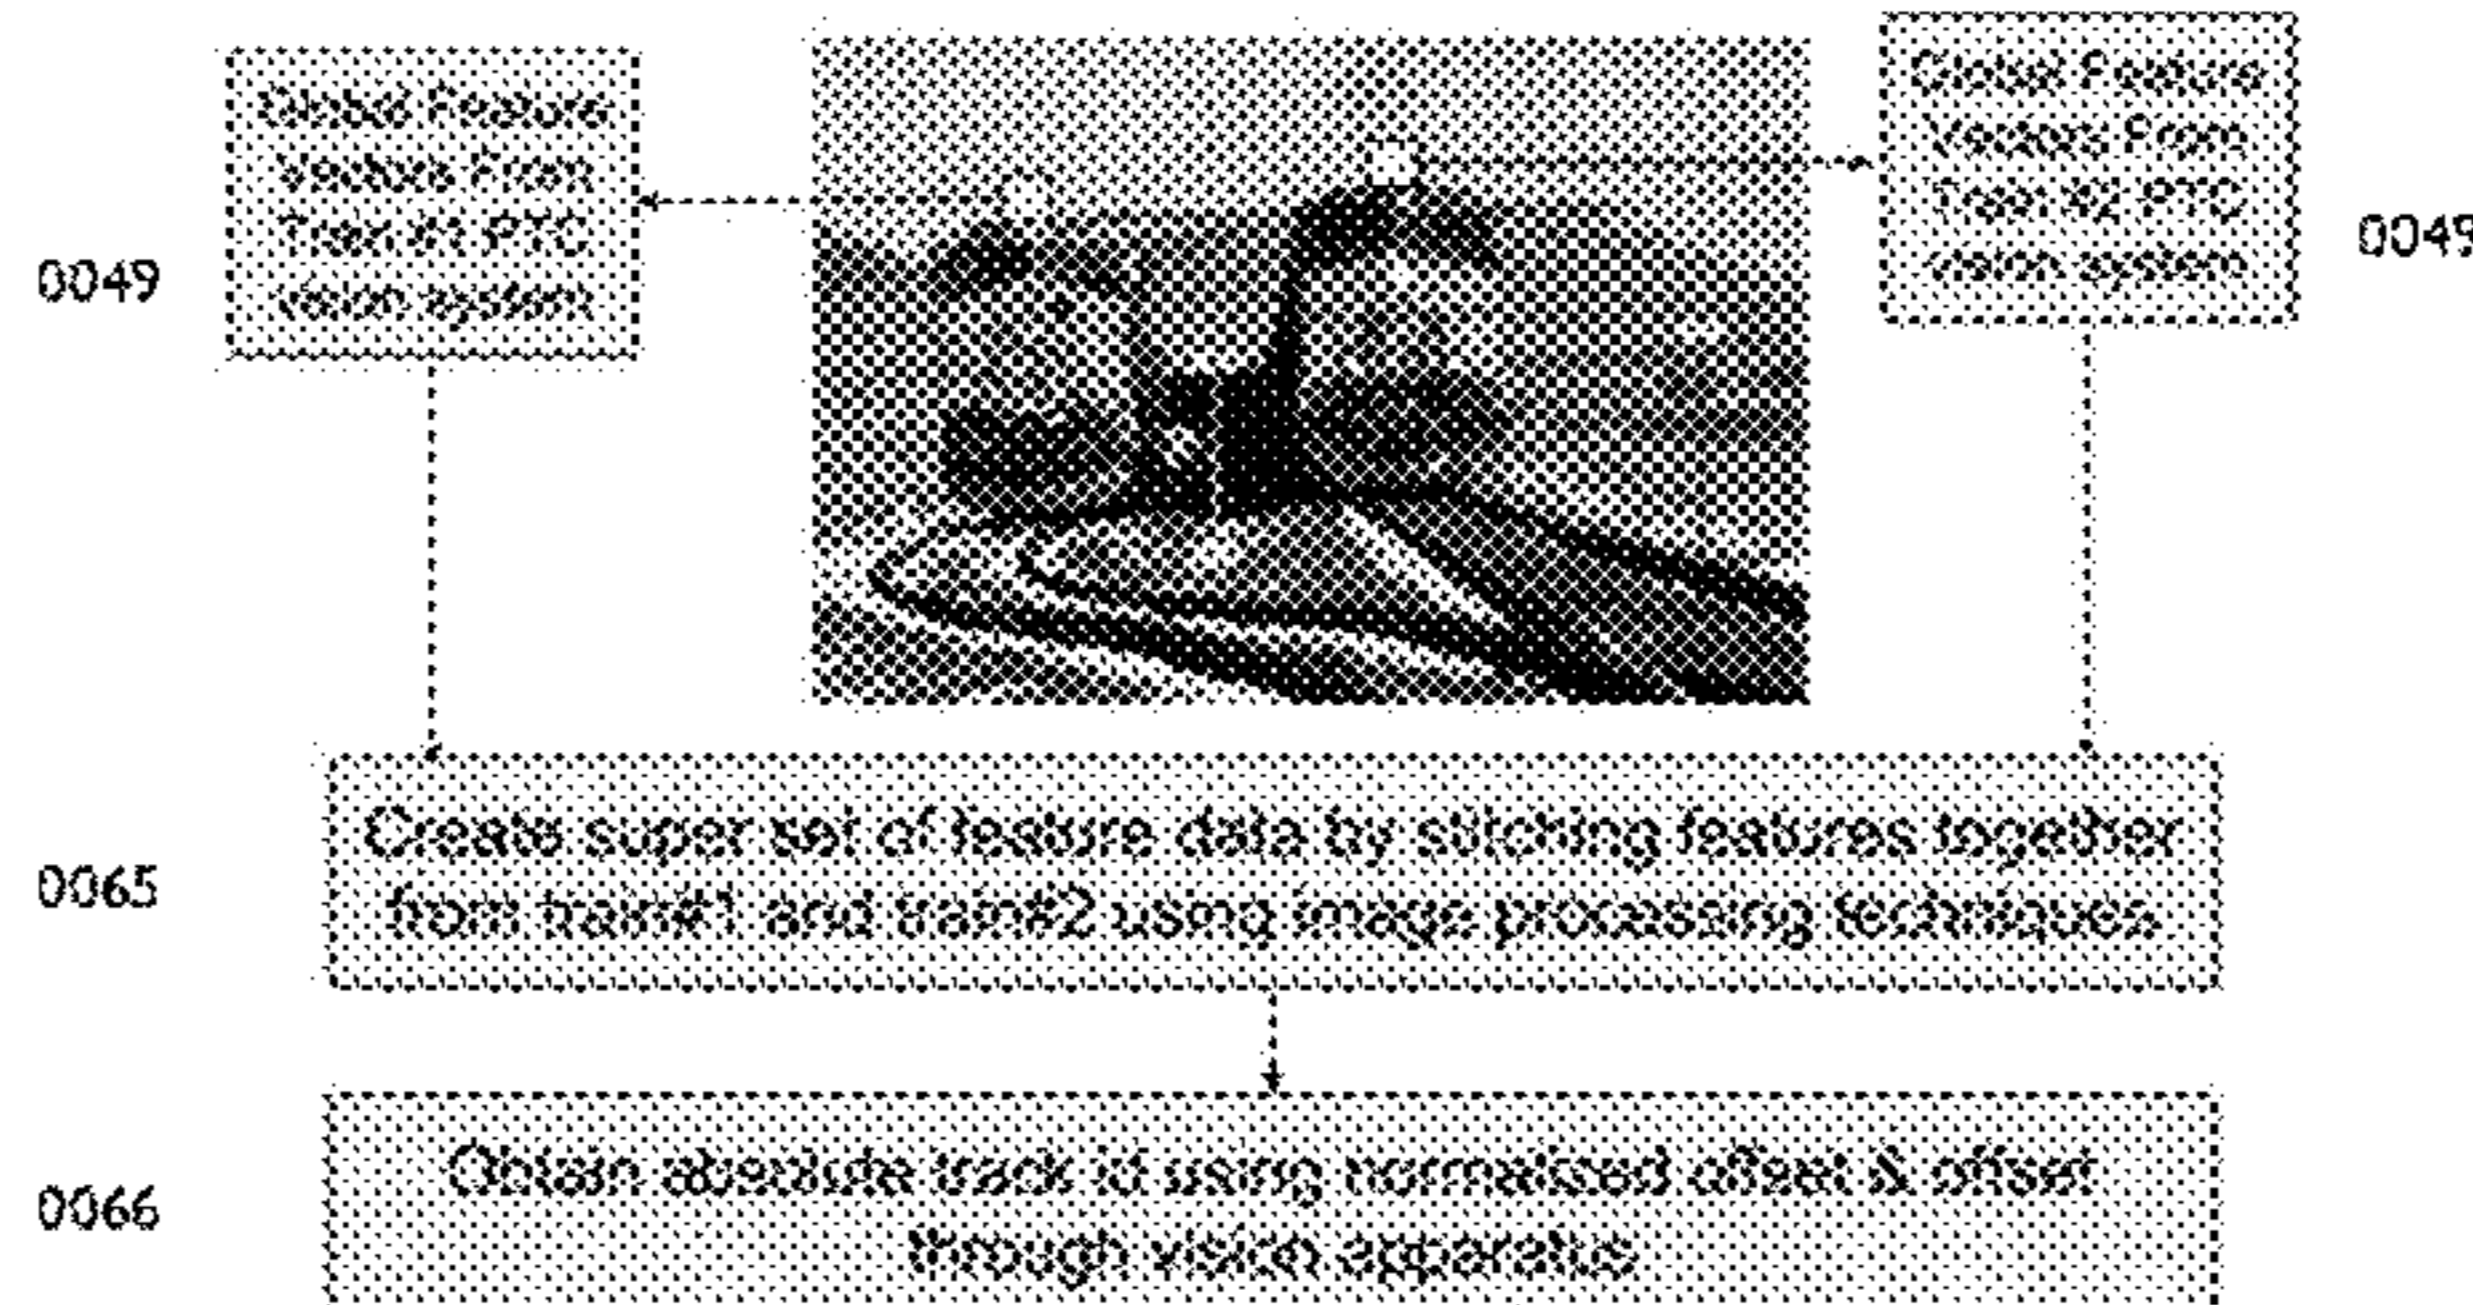 Global Feature
Vectors From
Train #1 PTC
vision system
0049
Global Feature
Vectors From
Train #2 PTC
vision system
0049
0065
Create super set of feature data by stitching features together
from train#1 and train#2 using image processing techniques
0066
Obtain absolute track id using normalised offset & offset
through vision apparatus